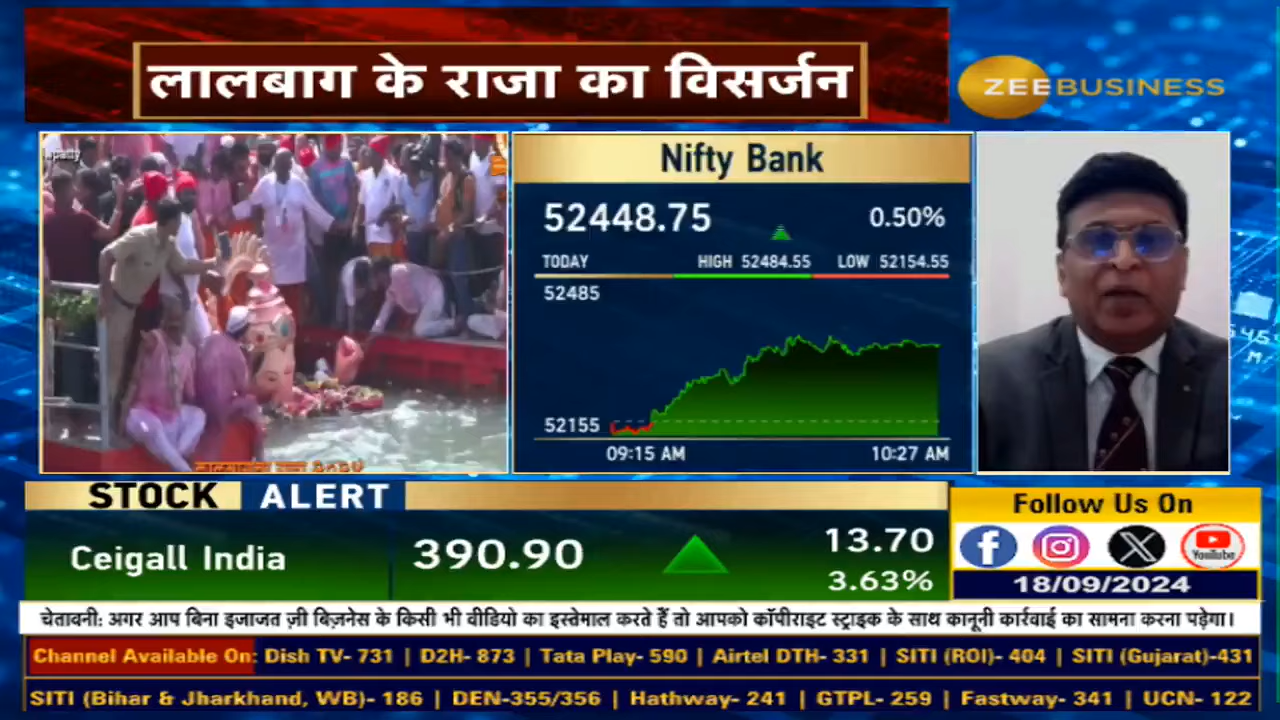 लालबाग के राजा का विसर्जन
ZEEBUSINESS
Nifty Bank
52448.75 0.50%
TODAY HIGH 52484.55 LOW 52154.55
52485
52155
09:15 AM 10:27 AM
STOCK ALERT
Ceigall India 390.90 13.70
3.63%
Follow Us On
YouTube
18/09/2024
चेतावनी: अगर आप बिना इजाजत ज़ी बिज़नेस के किसी भी वीडियो का इस्तेमाल करते हैं तो आपको कॉपीराइट स्ट्राइक के साथ कानूनी कार्रवाई का सामना करना पड़ेगा।
Channel Available On: Dish TV- 731 | D2H- 873 | Tata Play- 590 | Airtel DTH- 331 | SITI (ROI)- 404 | SITI (Gujarat)-431
SITI (Bihar & Jharkhand, WB)- 186 | DEN-355/356 | Hathway- 241 | GTPL- 259 | Fastway- 341 | UCN- 122